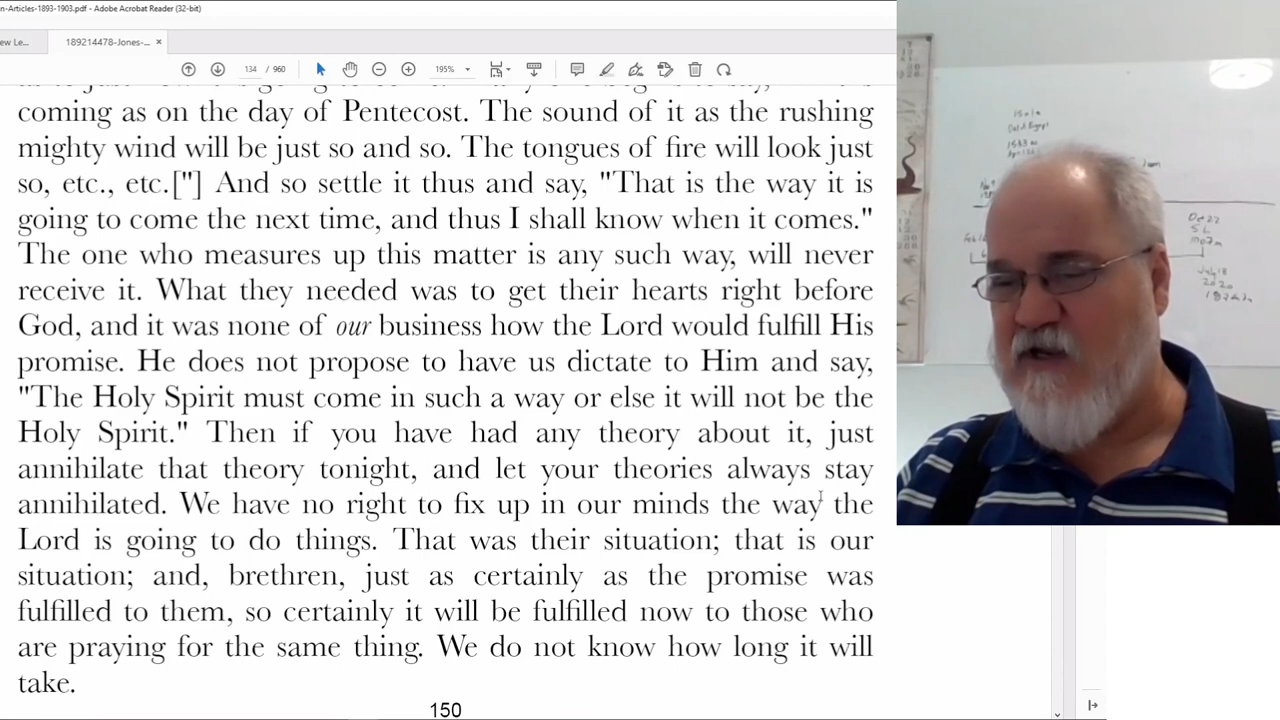 n-Articles-1893-1903.pdf - Adobe Acrobat Reader (32-bit)
ew Le...
189214478-Jones-... ×
134 / 960
195%
coming as on the day of Pentecost. The sound of it as the rushing
mighty wind will be just so and so. The tongues of fire will look just
so, etc., etc.["] And so settle it thus and say, "That is the way it is
going to come the next time, and thus I shall know when it comes."
The one who measures up this matter is any such way, will never
receive it. What they needed was to get their hearts right before
God, and it was none of our business how the Lord would fulfill His
promise. He does not propose to have us dictate to Him and say,
"The Holy Spirit must come in such a way or else it will not be the
Holy Spirit." Then if you have had any theory about it, just
annihilate that theory tonight, and let your theories always stay
annihilated. We have no right to fix up in our minds the way the
Lord is going to do things. That was their situation; that is our
situation; and, brethren, just as certainly as the promise was
fulfilled to them, so certainly it will be fulfilled now to those who
are praying for the same thing. We do not know how long it will
take.
150
Oct 22
July 18
2020